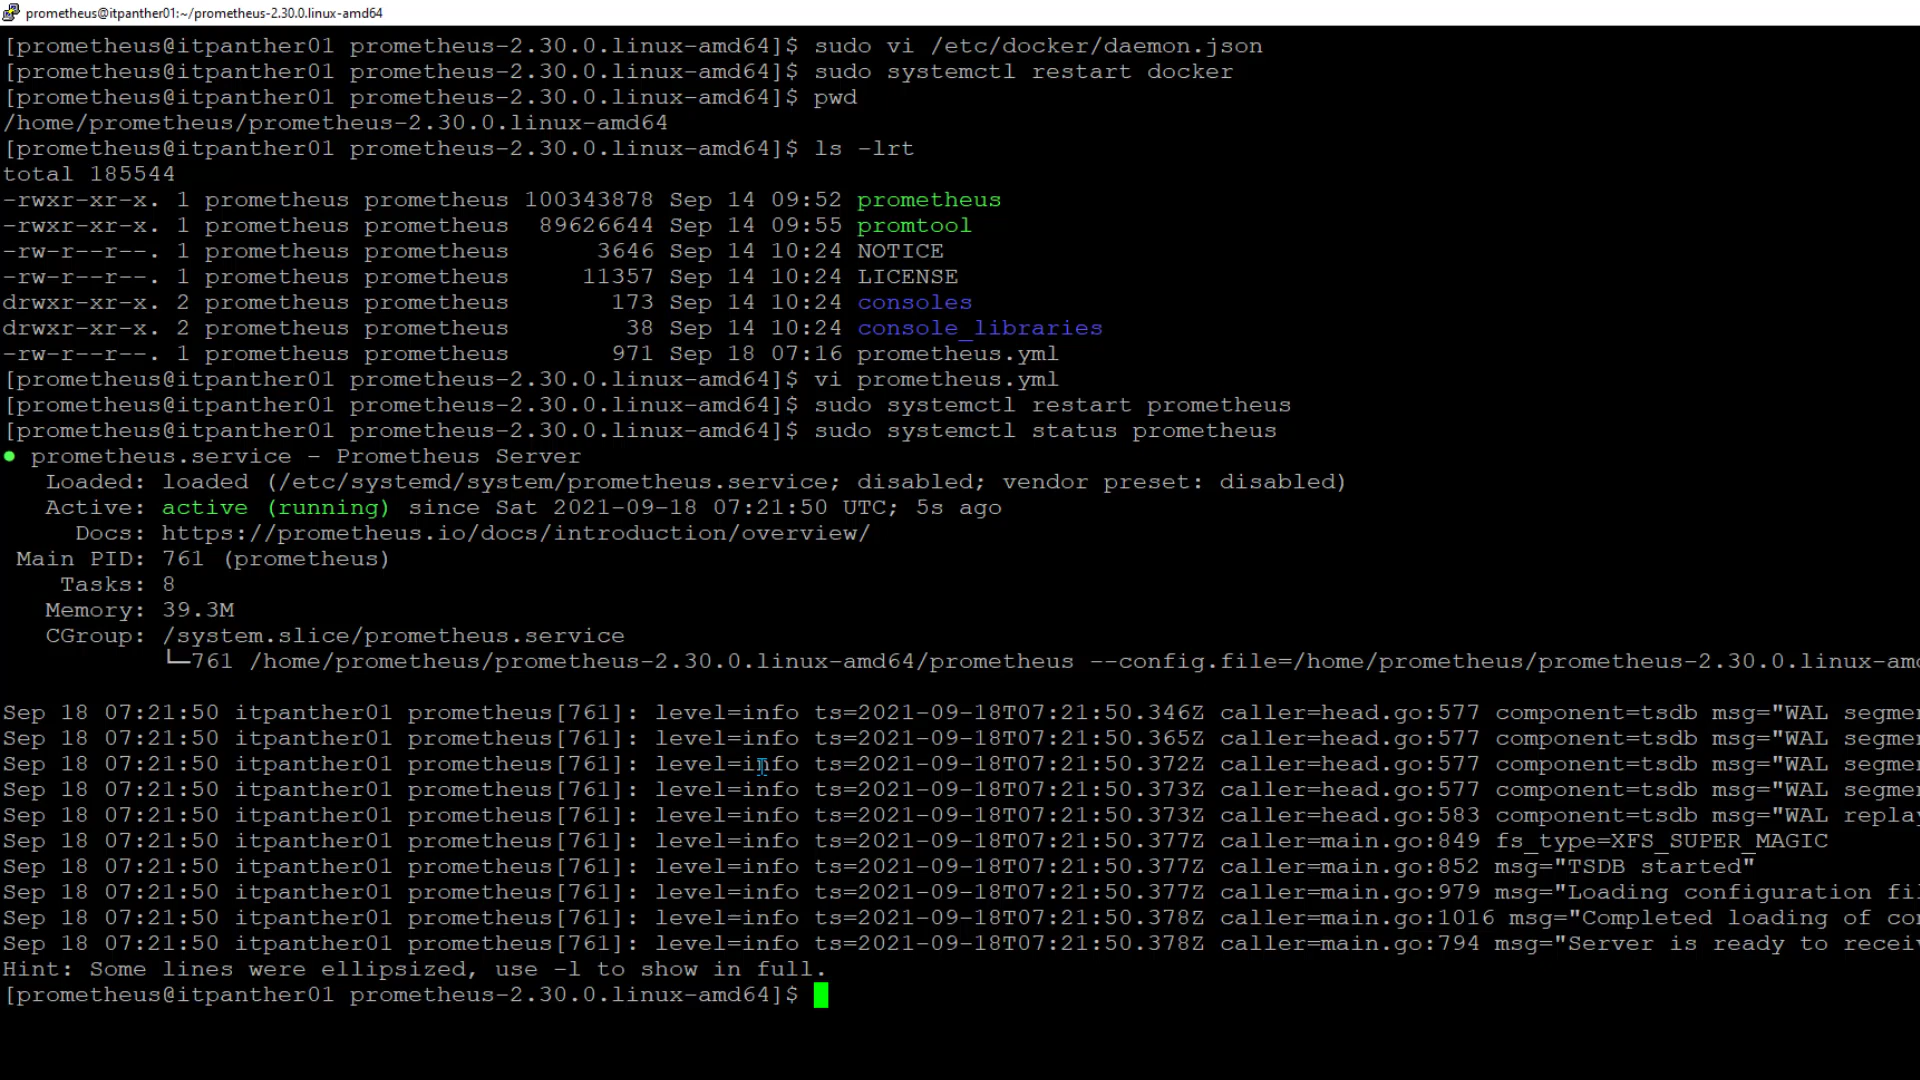 prometheus@itpanther01:~/prometheus-2.30.0.linux-amd64
[prometheus@itpanther01 prometheus-2.30.0.linux-amd64]$ sudo vi /etc/docker/daemon.json
[prometheus@itpanther01 prometheus-2.30.0.linux-amd64]$ sudo systemctl restart docker
[prometheus@itpanther01 prometheus-2.30.0.linux-amd64]$ pwd
/home/prometheus/prometheus-2.30.0.linux-amd64
[prometheus@itpanther01 prometheus-2.30.0.linux-amd64]$ ls -lrt
total 185544
-rwxr-xr-x. 1 prometheus prometheus 100343878 Sep 14 09:52 prometheus
-rwxr-xr-x. 1 prometheus prometheus  89626644 Sep 14 09:55 promtool
-rw-r--r--. 1 prometheus prometheus      3646 Sep 14 10:24 NOTICE
-rw-r--r--. 1 prometheus prometheus     11357 Sep 14 10:24 LICENSE
drwxr-xr-x. 2 prometheus prometheus       173 Sep 14 10:24 consoles
drwxr-xr-x. 2 prometheus prometheus        38 Sep 14 10:24 console_libraries
-rw-r--r--. 1 prometheus prometheus       971 Sep 18 07:16 prometheus.yml
[prometheus@itpanther01 prometheus-2.30.0.linux-amd64]$ vi prometheus.yml
[prometheus@itpanther01 prometheus-2.30.0.linux-amd64]$ sudo systemctl restart prometheus
[prometheus@itpanther01 prometheus-2.30.0.linux-amd64]$ sudo systemctl status prometheus
● prometheus.service - Prometheus Server
   Loaded: loaded (/etc/systemd/system/prometheus.service; disabled; vendor preset: disabled)
   Active: active (running) since Sat 2021-09-18 07:21:50 UTC; 5s ago
     Docs: https://prometheus.io/docs/introduction/overview/
 Main PID: 761 (prometheus)
    Tasks: 8
   Memory: 39.3M
   CGroup: /system.slice/prometheus.service
           └─761 /home/prometheus/prometheus-2.30.0.linux-amd64/prometheus --config.file=/home/prometheus/prometheus-2.30.0.linux-amd
Sep 18 07:21:50 itpanther01 prometheus[761]: level=info ts=2021-09-18T07:21:50.346Z caller=head.go:577 component=tsdb msg="WAL segmen
Sep 18 07:21:50 itpanther01 prometheus[761]: level=info ts=2021-09-18T07:21:50.365Z caller=head.go:577 component=tsdb msg="WAL segmen
Sep 18 07:21:50 itpanther01 prometheus[761]: level=info ts=2021-09-18T07:21:50.372Z caller=head.go:577 component=tsdb msg="WAL segmen
Sep 18 07:21:50 itpanther01 prometheus[761]: level=info ts=2021-09-18T07:21:50.373Z caller=head.go:577 component=tsdb msg="WAL segmen
Sep 18 07:21:50 itpanther01 prometheus[761]: level=info ts=2021-09-18T07:21:50.373Z caller=head.go:583 component=tsdb msg="WAL replay
Sep 18 07:21:50 itpanther01 prometheus[761]: level=info ts=2021-09-18T07:21:50.377Z caller=main.go:849 fs_type=XFS_SUPER_MAGIC
Sep 18 07:21:50 itpanther01 prometheus[761]: level=info ts=2021-09-18T07:21:50.377Z caller=main.go:852 msg="TSDB started"
Sep 18 07:21:50 itpanther01 prometheus[761]: level=info ts=2021-09-18T07:21:50.377Z caller=main.go:979 msg="Loading configuration fil
Sep 18 07:21:50 itpanther01 prometheus[761]: level=info ts=2021-09-18T07:21:50.378Z caller=main.go:1016 msg="Completed loading of con
Sep 18 07:21:50 itpanther01 prometheus[761]: level=info ts=2021-09-18T07:21:50.378Z caller=main.go:794 msg="Server is ready to receiv
Hint: Some lines were ellipsized, use -l to show in full.
[prometheus@itpanther01 prometheus-2.30.0.linux-amd64]$